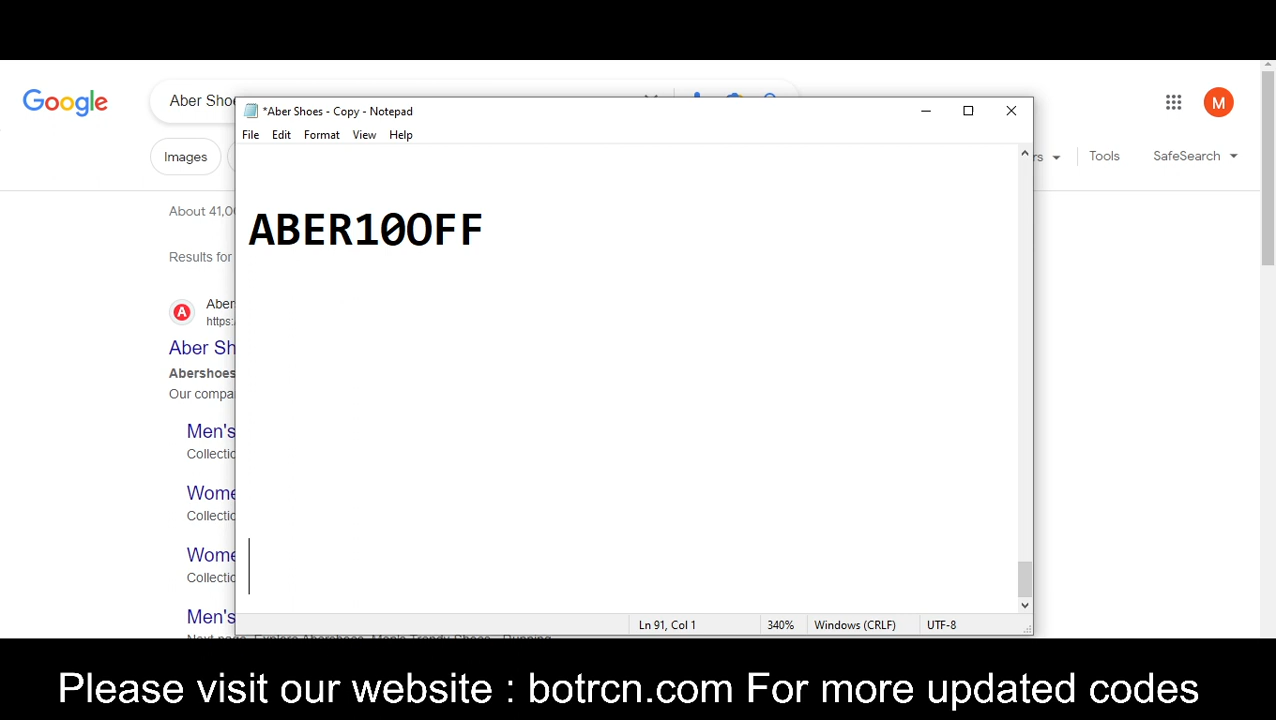 Google
Aber Sho
*Aber Shoes - Copy - Notepad
M
File Edit Format View Help
Images
Tools
SafeSearch
About 41,0
ABER10OFF
Results for
A
Aber
https:
Aber Sh
Abershoes
Our compa
Men's
Collectio
Wome
Collectio
Wome
Collectio
Men's
Ln 91, Col 1
340%
Windows (CRLF)
UTF-8
Please visit our website : botrcn.com For more updated codes